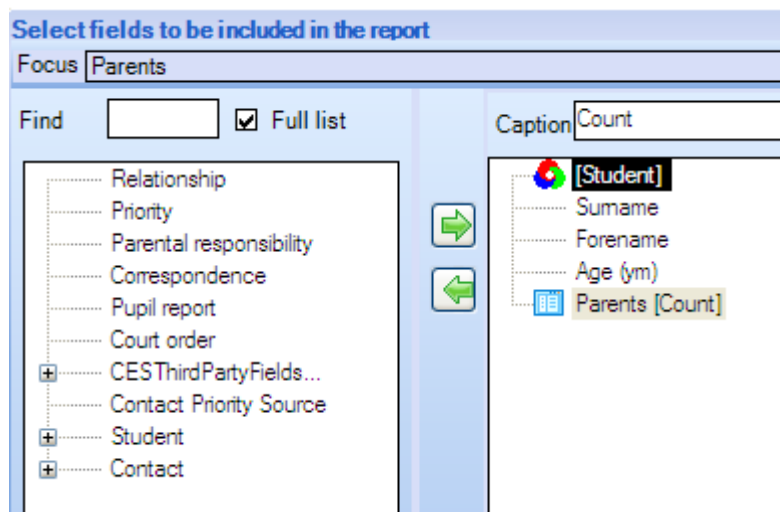 Select fields to be included in the report
Focus Parents
Find Full list
Caption Count
Relationship
Priority
Parental responsibility
Correspondence
Pupil report
Court order
CESThirdPartyFields...
Contact Priority Source
Student
Contact
[Student]
Surname
Forename
Age (ym)
Parents [Count]